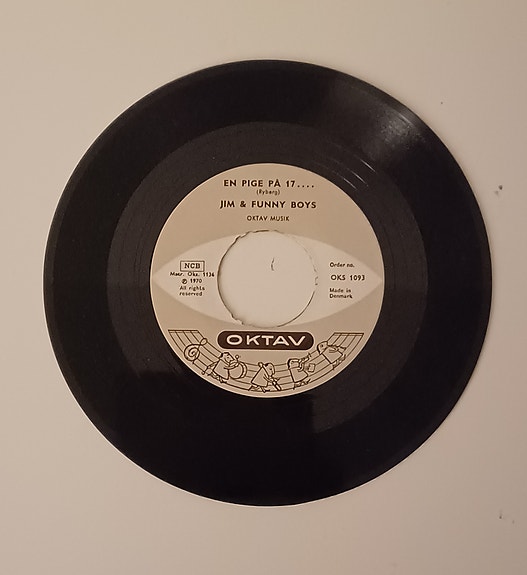 EN PIGE PÅ 17....
(Ryberg)
JIM & FUNNY BOYS
OKTAV MUSIK
NCB
Matr. Oks. 1136
℗ 1970
All rights
reserved
Order no.
OKS 1093
Made in
Denmark
OKTAV